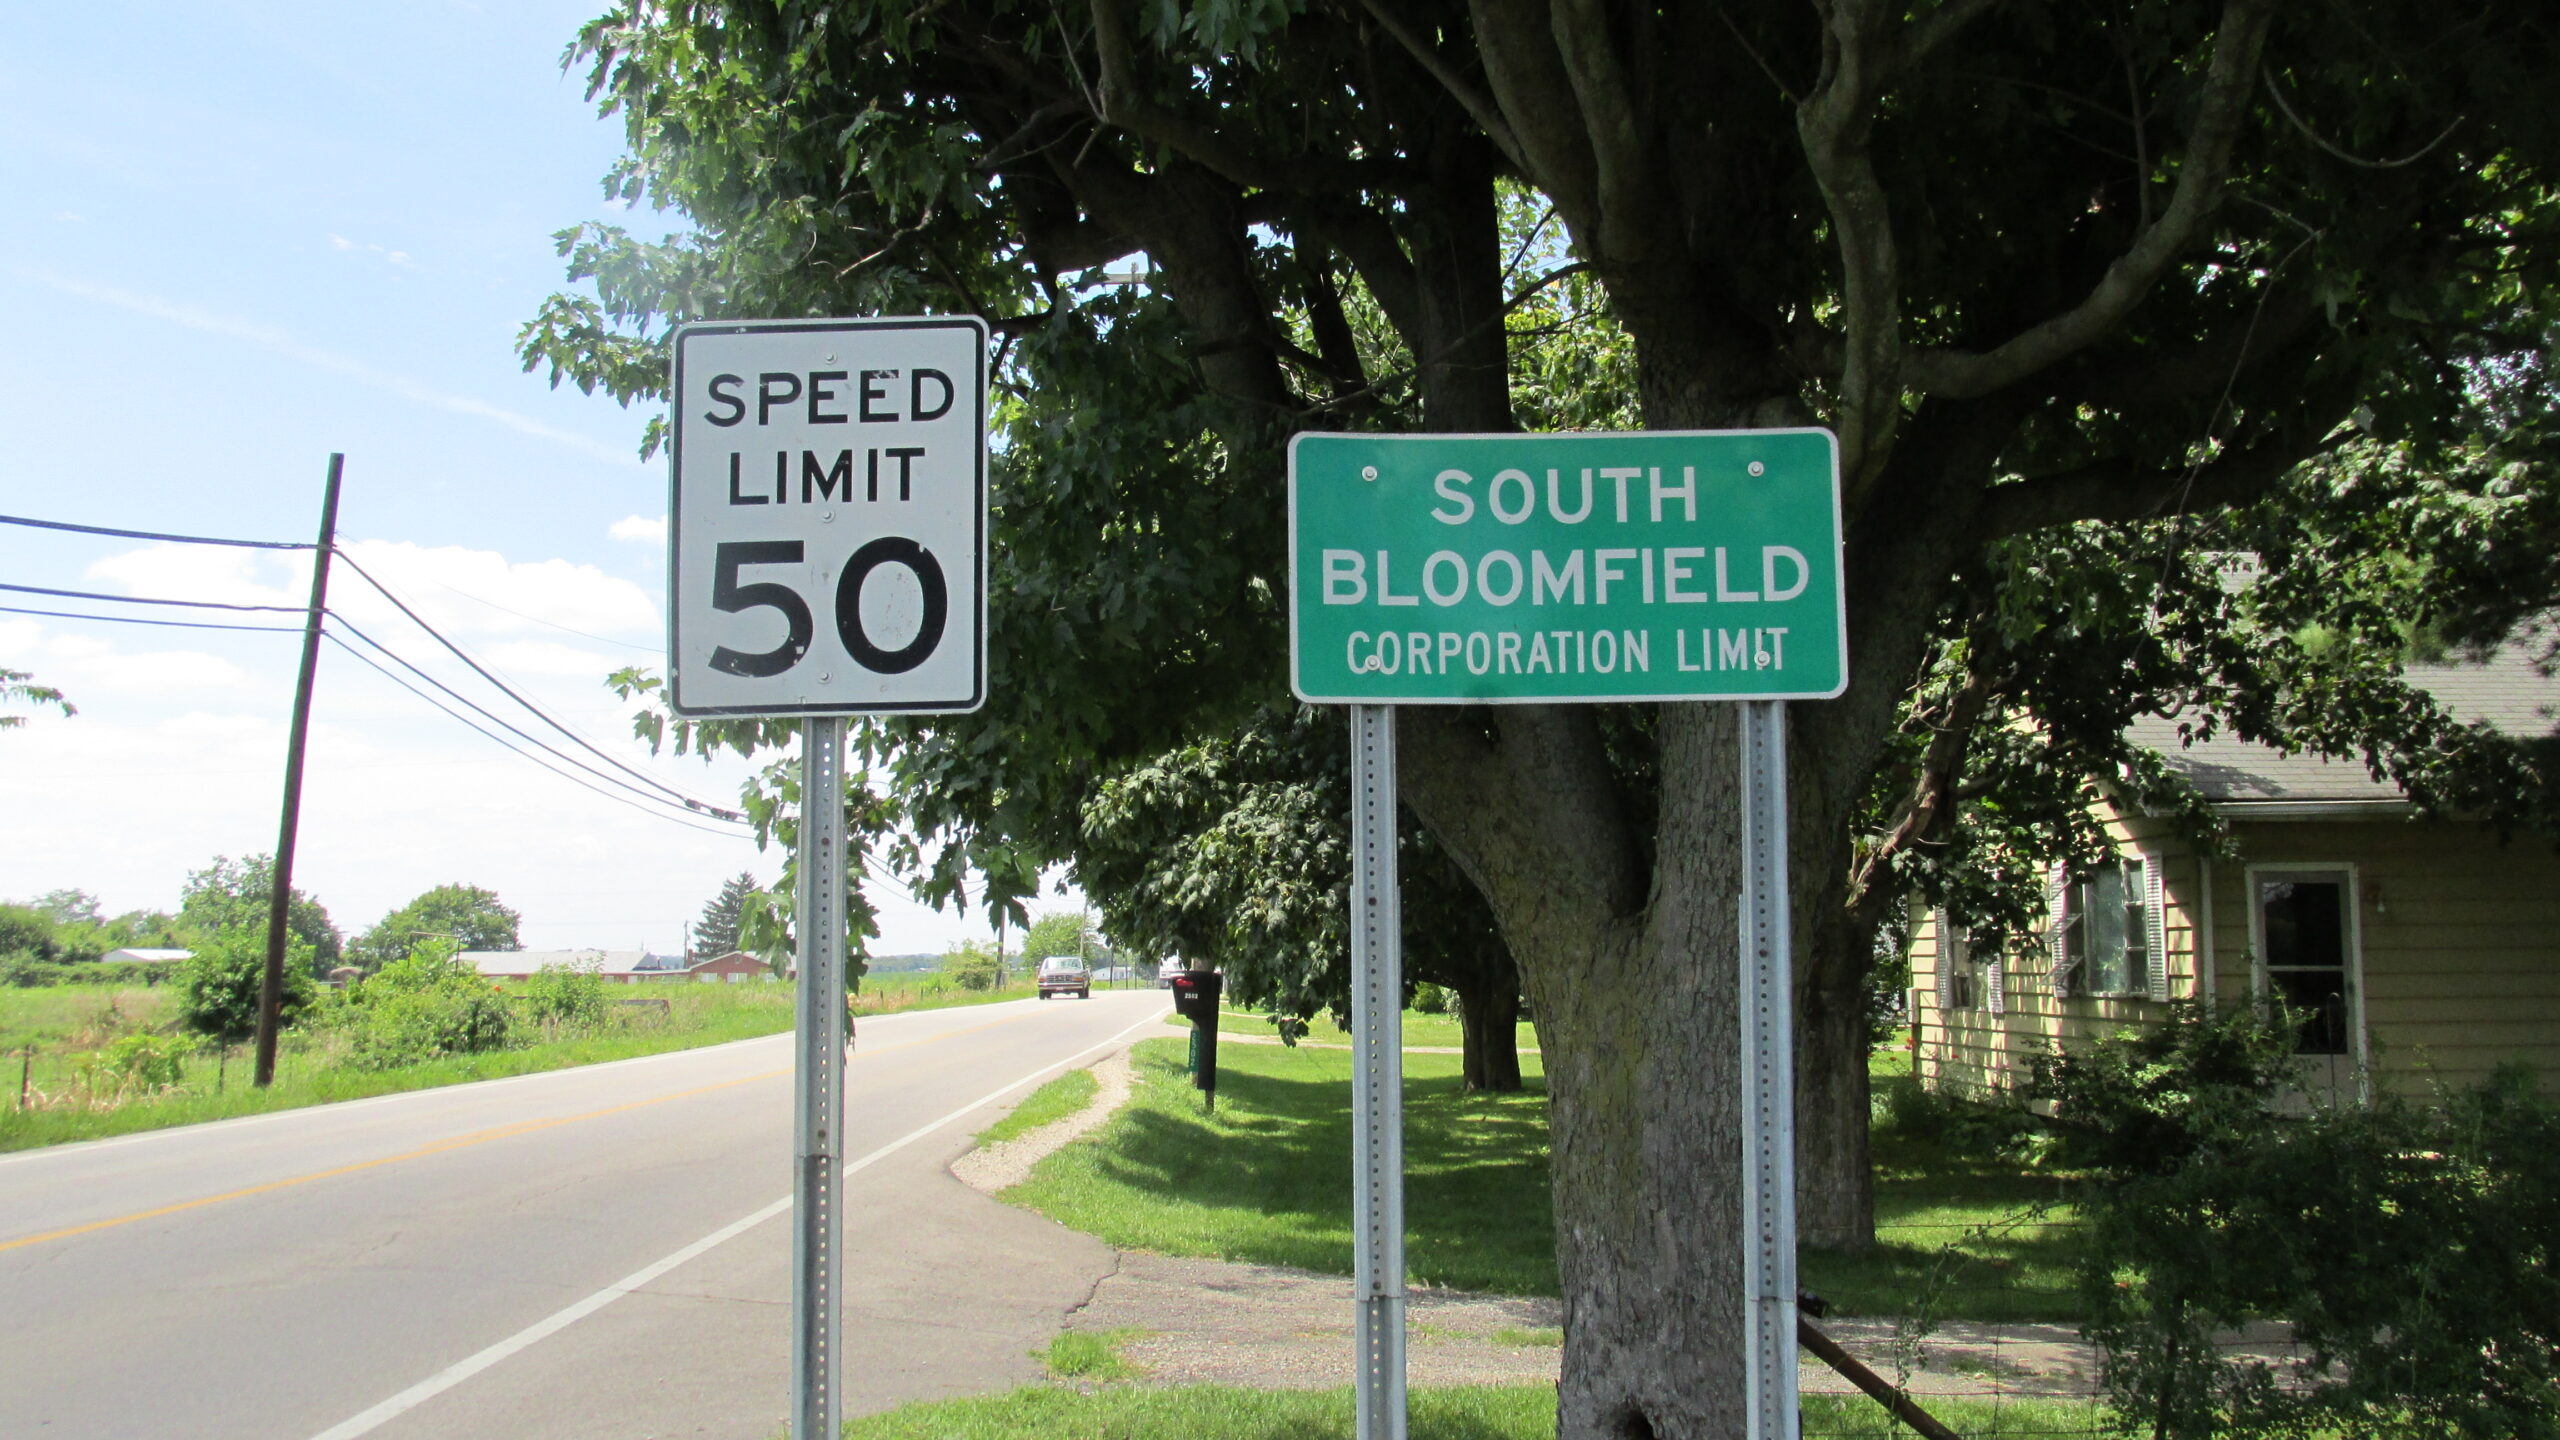 SPEED
LIMIT
50
SOUTH
BLOOMFIELD
CORPORATION LIMIT